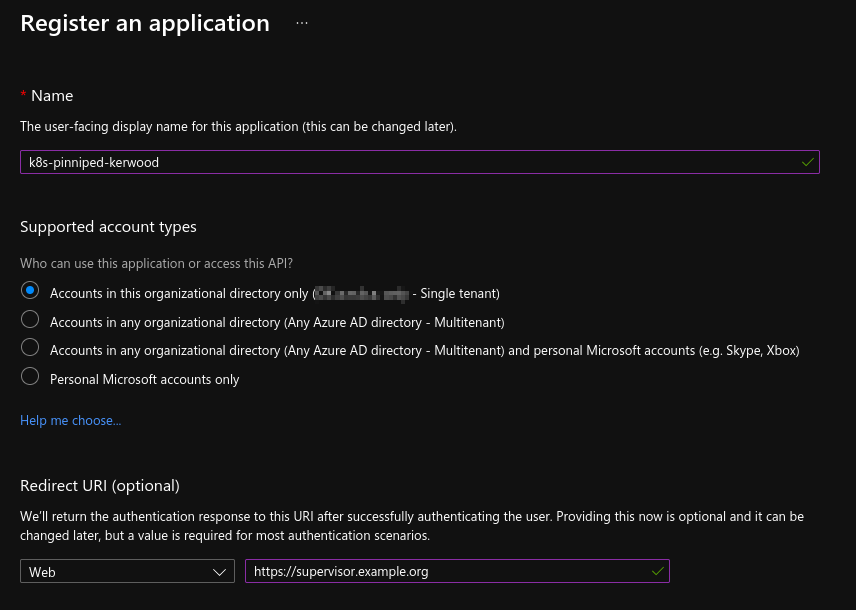 Register an application ...
* Name
The user-facing display name for this application (this can be changed later).
k8s-pinniped-kerwood
Supported account types
Who can use this application or access this API?
Accounts in this organizational directory only ( - Single tenant)
Accounts in any organizational directory (Any Azure AD directory - Multitenant)
Accounts in any organizational directory (Any Azure AD directory - Multitenant) and personal Microsoft accounts (e.g. Skype, Xbox)
Personal Microsoft accounts only
Help me choose...
Redirect URI (optional)
We'll return the authentication response to this URI after successfully authenticating the user. Providing this now is optional and it can be
changed later, but a value is required for most authentication scenarios.
Web
https://supervisor.example.org